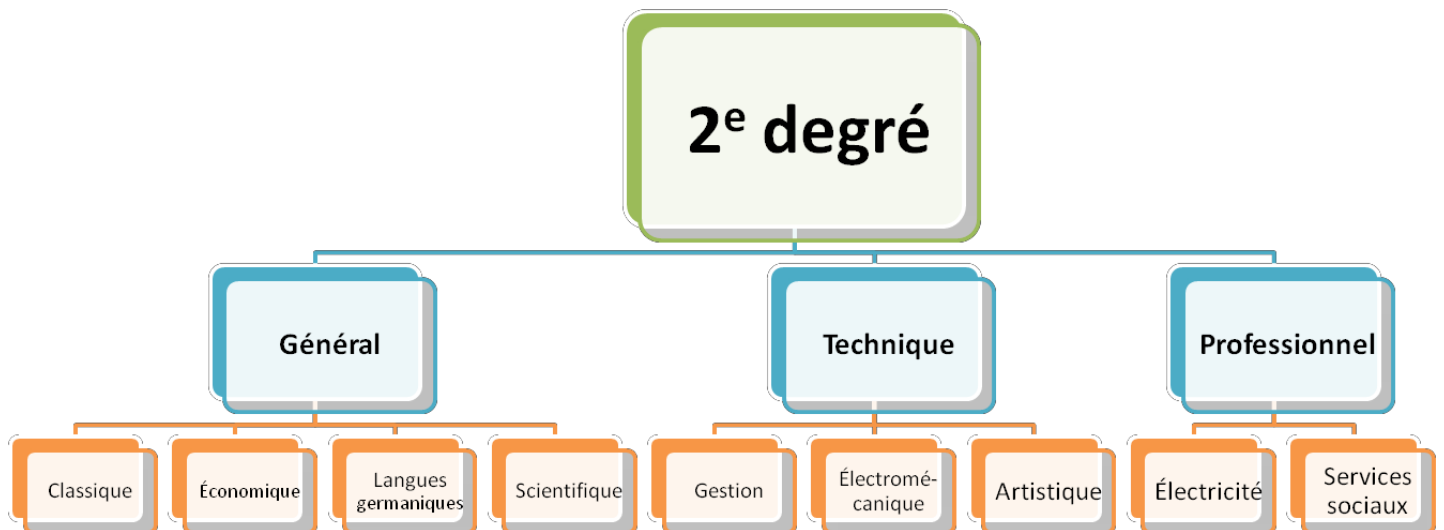 2e degré
Général
Technique
Professionnel
Classique
Économique
Langues
germaniques
Scientifique
Gestion
Électromé-
canique
Artistique
Électricité
Services
sociaux